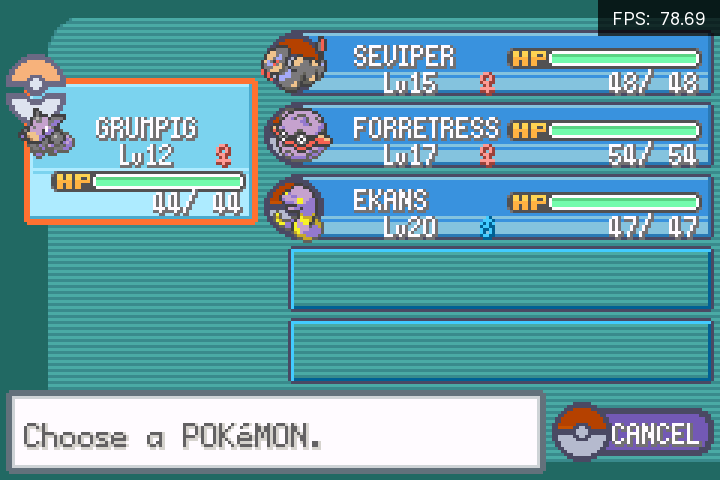 FPS: 78.69
GRUMPIG
Lv12 ♀
HP
44/ 44
SEVIPER
HP
Lv15 ♀
48/ 48
FORRETRESS
HP
Lv17 ♀
54/ 54
EKANS
HP
Lv20 ♂
47/ 47
Choose a POKéMON.
CANCEL